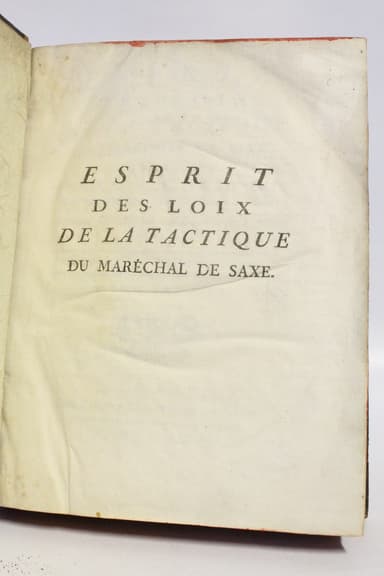 ESPRIT
DES LOIX
DE LA TACTIQUE
DU MARÉCHAL DE SAXE.